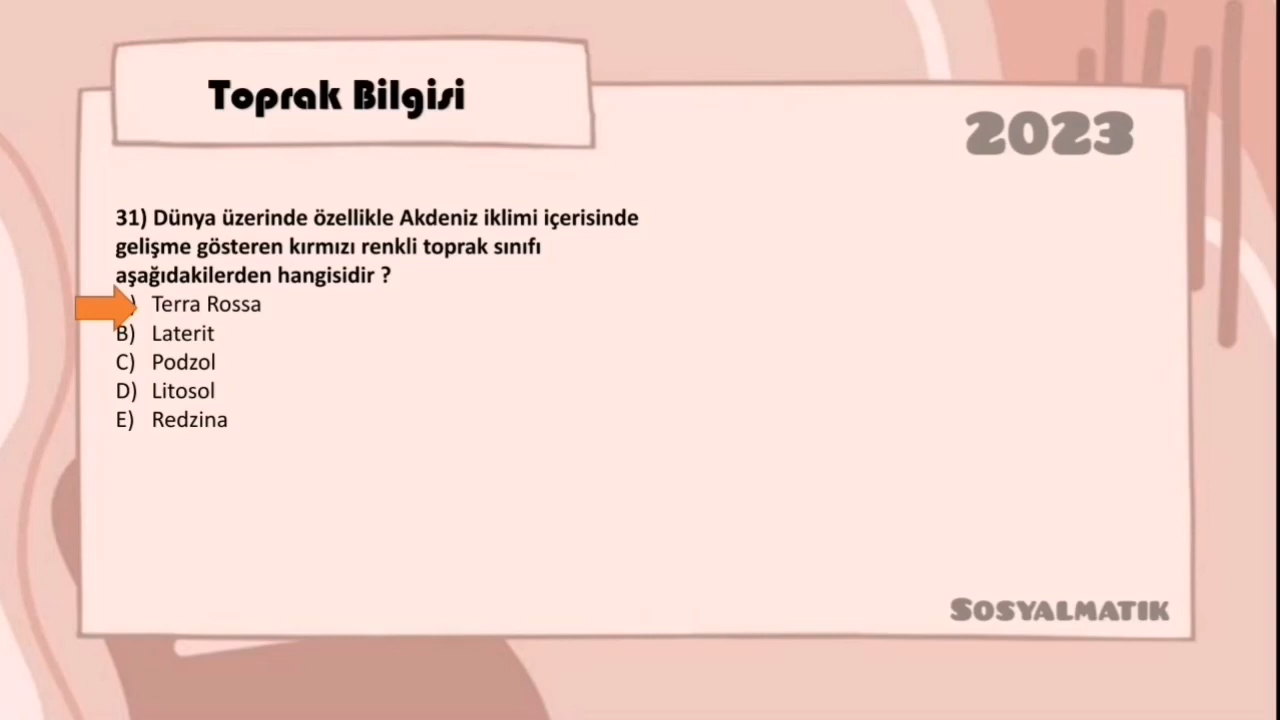 Toprak Bilgisi
2023
31) Dünya üzerinde özellikle Akdeniz iklimi içerisinde
gelişme gösteren kırmızı renkli toprak sınıfı
aşağıdakilerden hangisidir ?
) Terra Rossa
B) Laterit
C) Podzol
D) Litosol
E) Redzina
SOSYALMATIK